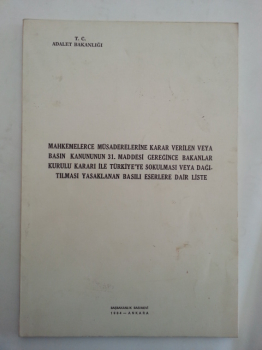 T. C.
ADALET BAKANLIĞI
MAHKEMELERCE MÜSADERELERİNE KARAR VERİLEN VEYA
BASIN KANUNUNUN 31. MADDESİ GEREĞİNCE BAKANLAR
KURULU KARARI İLE TÜRKİYE'YE SOKULMASI VEYA DAĞI-
TILMASI YASAKLANAN BASILI ESERLERE DAİR LİSTE
ANKARA